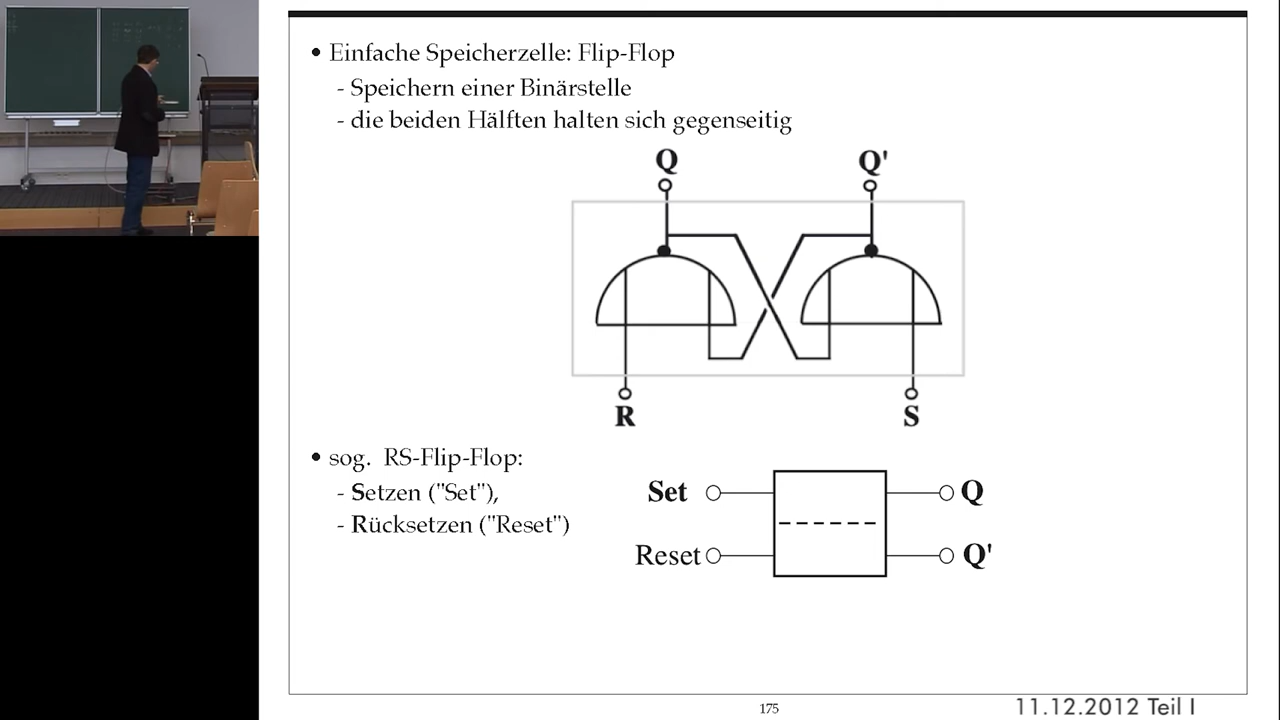 • Einfache Speicherzelle: Flip-Flop
- Speichern einer Binärstelle
- die beiden Hälften halten sich gegenseitig
Q Q'
R S
• sog. RS-Flip-Flop:
- Setzen ("Set"),
- Rücksetzen ("Reset")
Set Q
Reset Q'
175
11.12.2012 Teil I